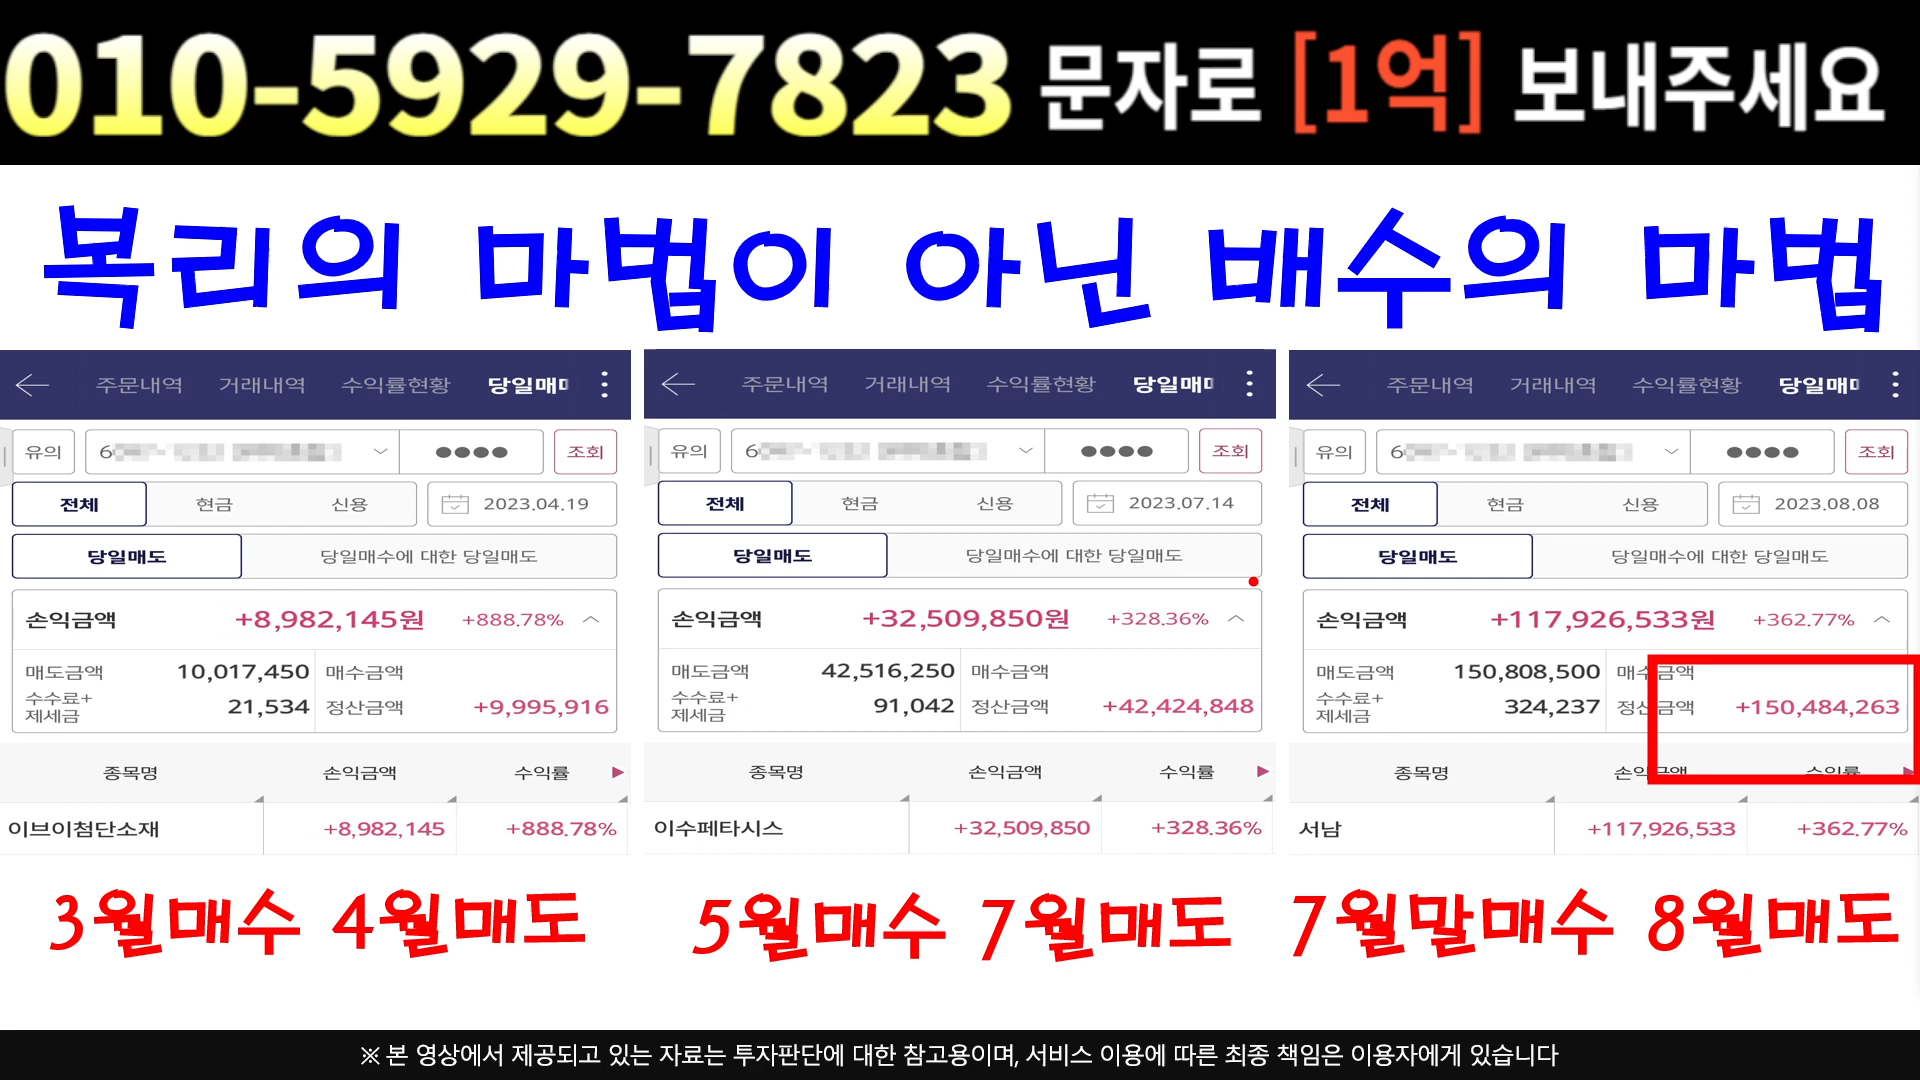 010-5929-7823 문자로 [1억] 보내주세요
복리의 마법이 아닌 배수의 마법
주문내역 거래내역 수익률현황 당일매
유의 6 ●●●● 조회
전체 현금 신용 2023.04.19
당일매도 당일매수에 대한 당일매도
손익금액 +8,982,145원 +888.78%
매도금액 10,017,450 매수금액
수수료+
제세금 21,534 정산금액 +9,995,916
종목명 손익금액 수익률
이브이첨단소재 +8,982,145 +888.78%
3월매수 4월매도
주문내역 거래내역 수익률현황 당일매
유의 6 ●●●● 조회
전체 현금 신용 2023.07.14
당일매도 당일매수에 대한 당일매도
손익금액 +32,509,850원 +328.36%
매도금액 42,516,250 매수금액
수수료+
제세금 91,042 정산금액 +42,424,848
종목명 손익금액 수익률
이수페타시스 +32,509,850 +328.36%
5월매수 7월매도
주문내역 거래내역 수익률현황 당일매
유의 6 ●●●● 조회
전체 현금 신용 2023.08.08
당일매도 당일매수에 대한 당일매도
손익금액 +117,926,533원 +362.77%
매도금액 150,808,500 매수금액
수수료+
제세금 324,237 정산금액 +150,484,263
종목명 손익금액 수익률
서남 +117,926,533 +362.77%
7월말매수 8월매도
※ 본 영상에서 제공되고 있는 자료는 투자판단에 대한 참고용이며, 서비스 이용에 따른 최종 책임은 이용자에게 있습니다